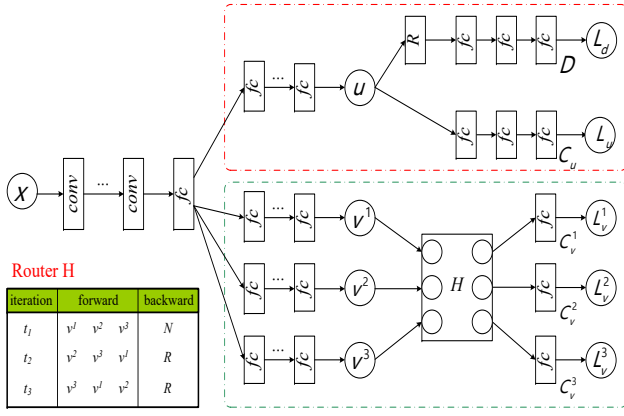 R fc fc fc D L_d
fc ... fc u
fc fc fc C_u L_u
X conv ... conv fc
fc ... fc v^1 fc C_v^1 L_v^1
fc ... fc v^2 H fc C_v^2 L_v^2
fc ... fc v^3 fc C_v^3 L_v^3
Router H
iteration forward backward
t_1 v^1 v^2 v^3 N
t_2 v^2 v^3 v^1 R
t_3 v^3 v^1 v^2 R